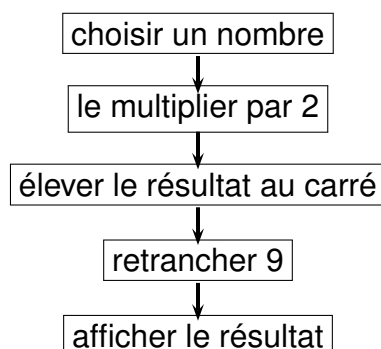 choisir un nombre
le multiplier par 2
élever le résultat au carré
retrancher 9
afficher le résultat